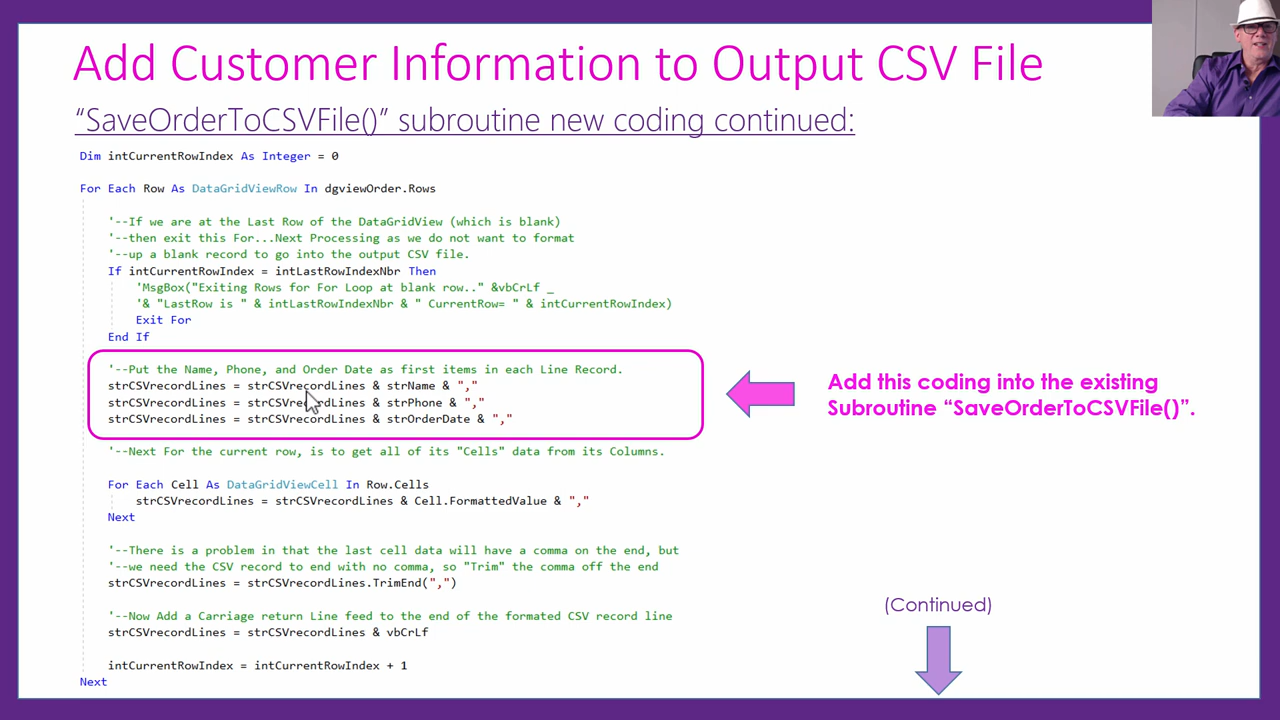 Add Customer Information to Output CSV File
“SaveOrderToCSVFile()” subroutine new coding continued:
Dim intCurrentRowIndex As Integer = 0
For Each Row As DataGridViewRow In dgviewOrder.Rows
'--If we are at the Last Row of the DataGridView (which is blank)
'--then exit this For...Next Processing as we do not want to format
'--up a blank record to go into the output CSV file.
If intCurrentRowIndex = intLastRowIndexNbr Then
'MsgBox("Exiting Rows for For Loop at blank row.." &vbCrLf _
'& "LastRow is " & intLastRowIndexNbr & " CurrentRow= " & intCurrentRowIndex)
Exit For
End If
'--Put the Name, Phone, and Order Date as first items in each Line Record.
strCSVrecordLines = strCSVrecordLines & strName & ","
strCSVrecordLines = strCSVrecordLines & strPhone & ","
strCSVrecordLines = strCSVrecordLines & strOrderDate & ","
Add this coding into the existing
Subroutine “SaveOrderToCSVFile()”.
'--Next For the current row, is to get all of its "Cells" data from its Columns.
For Each Cell As DataGridViewCell In Row.Cells
strCSVrecordLines = strCSVrecordLines & Cell.FormattedValue & ","
Next
'--There is a problem in that the last cell data will have a comma on the end, but
'--we need the CSV record to end with no comma, so "Trim" the comma off the end
strCSVrecordLines = strCSVrecordLines.TrimEnd(",")
'--Now Add a Carriage return Line feed to the end of the formated CSV record line
strCSVrecordLines = strCSVrecordLines & vbCrLf
intCurrentRowIndex = intCurrentRowIndex + 1
Next
(Continued)